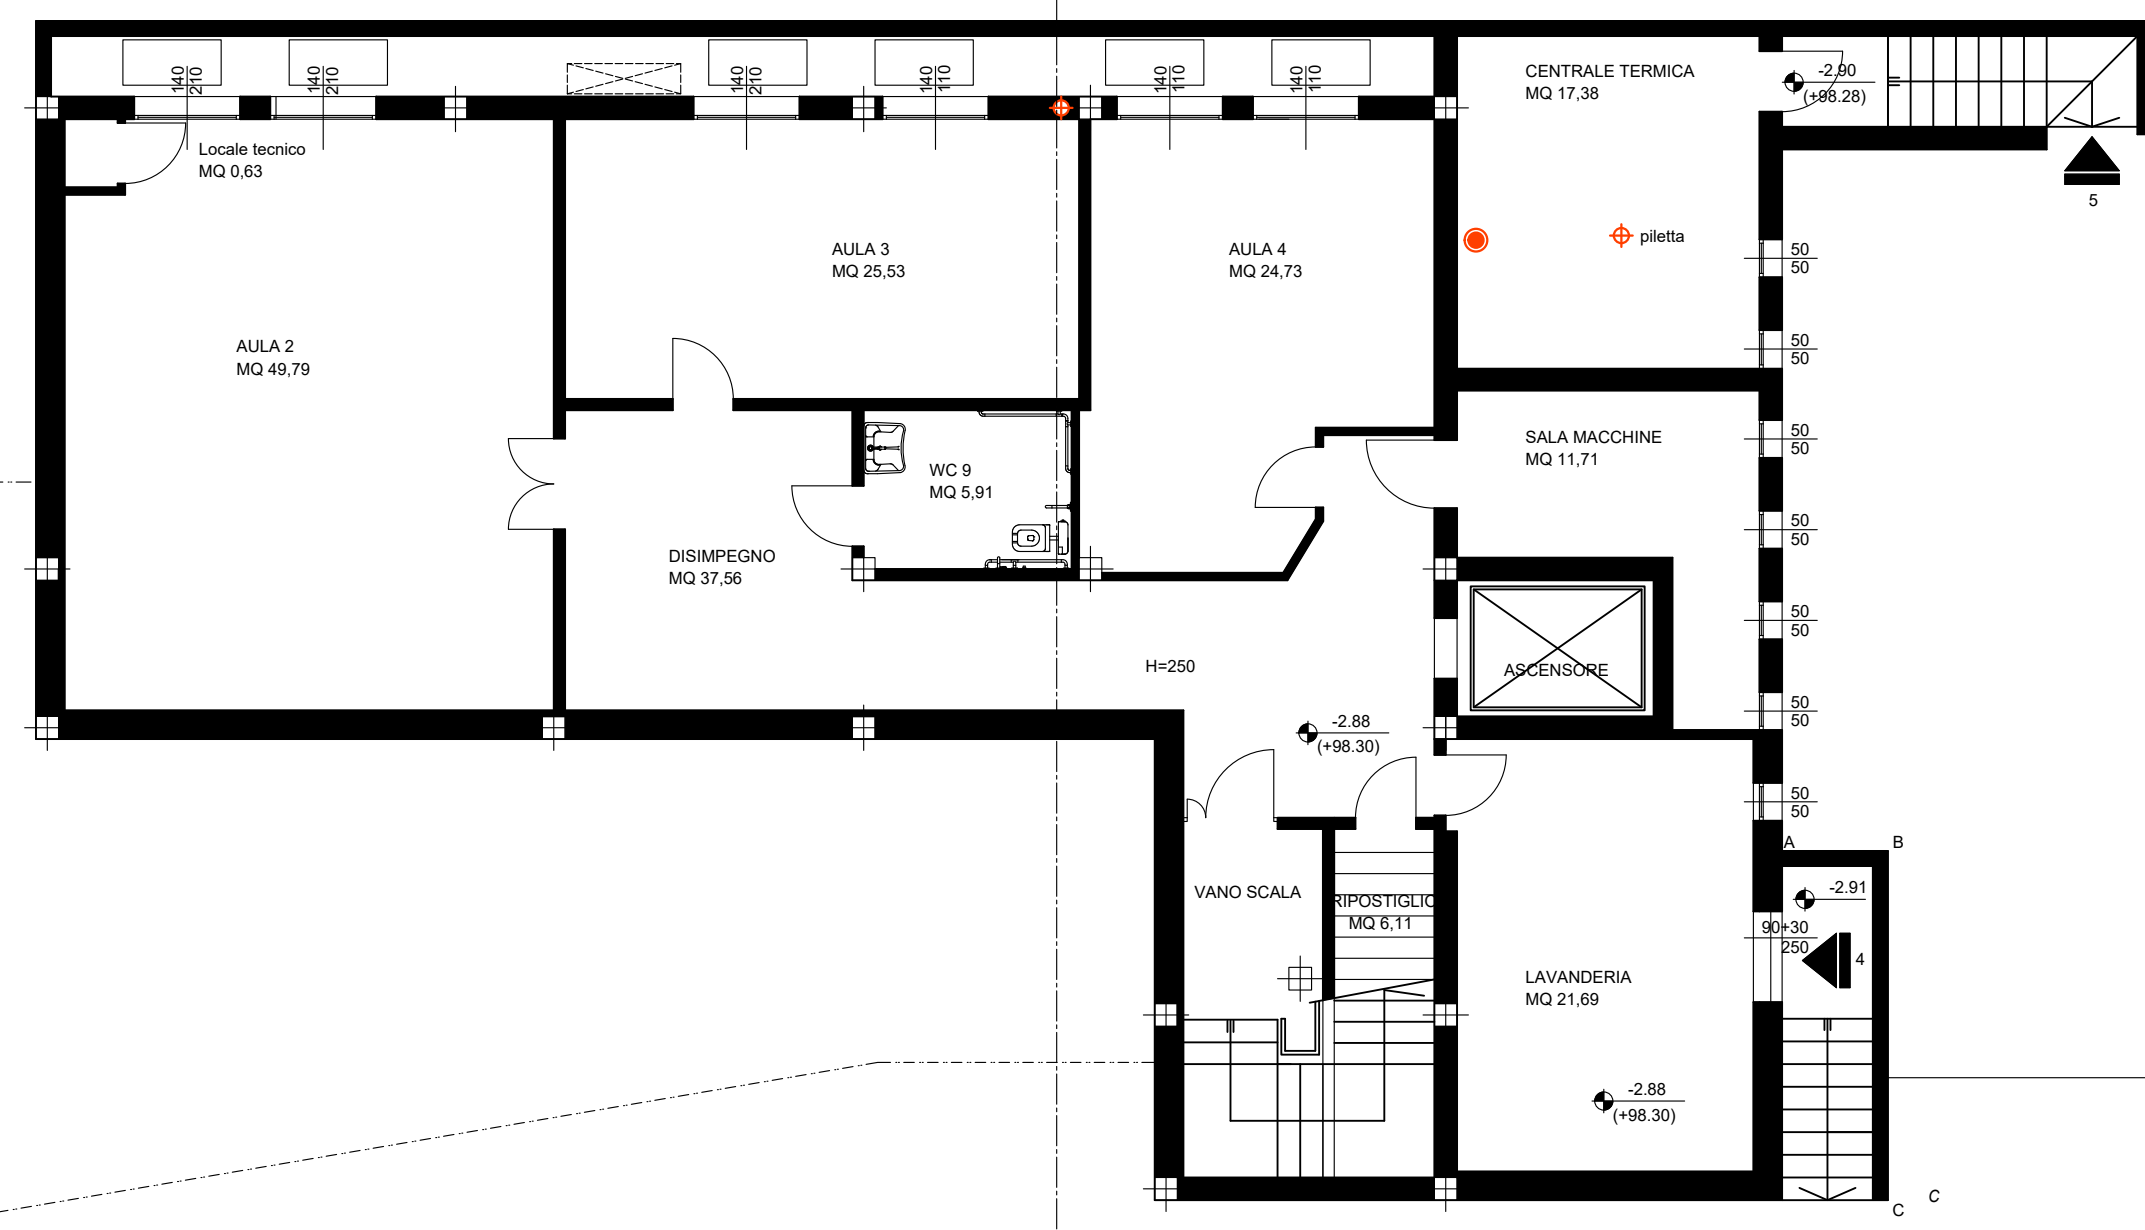 140
210
140
210
140
210
140
110
140
110
140
110
CENTRALE TERMICA
MQ 17,38
-2.90
(+98.28)
Locale tecnico
MQ 0,63
5
piletta
AULA 3
MQ 25,53
AULA 4
MQ 24,73
50
50
AULA 2
MQ 49,79
50
50
SALA MACCHINE
MQ 11,71
50
50
WC 9
MQ 5,91
50
50
DISIMPEGNO
MQ 37,56
50
50
H=250
ASCENSORE
50
50
-2.88
(+98.30)
50
50
A
B
VANO SCALA
RIPOSTIGLIO
MQ 6,11
-2.91
90+30
250
4
LAVANDERIA
MQ 21,69
-2.88
(+98.30)
C
C